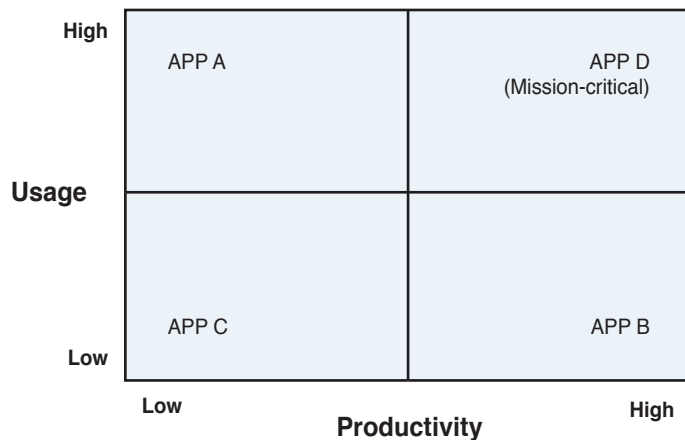 High
APP A
APP D
(Mission-critical)
Usage
APP C
APP B
Low
Low
High
Productivity